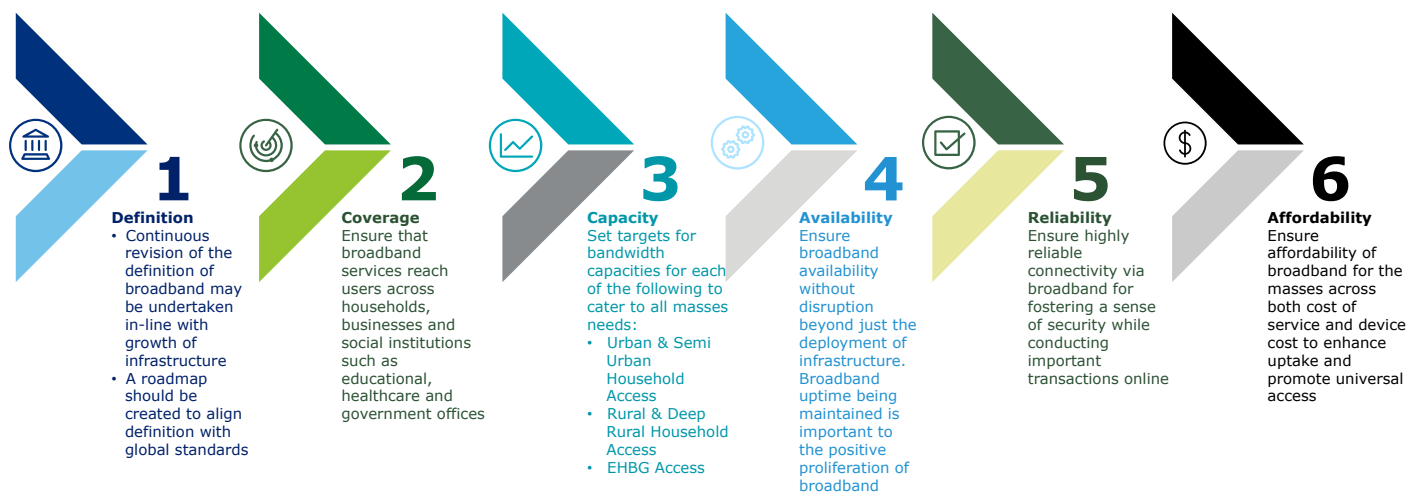 1
Definition
• Continuous
revision of the
definition of
broadband may
be undertaken
in-line with
growth of
infrastructure
• A roadmap
should be
created to align
definition with
global standards
2
Coverage
Ensure that
broadband
services reach
users across
households,
businesses and
social institutions
such as
educational,
healthcare and
government offices
3
Capacity
Set targets for
bandwidth
capacities for each
of the following to
cater to all masses
needs:
• Urban & Semi
Urban
Household
Access
• Rural & Deep
Rural Household
Access
• EHBG Access
4
Availability
Ensure
broadband
availability
without
disruption
beyond just the
deployment of
infrastructure.
Broadband
uptime being
maintained is
important to
the positive
proliferation of
broadband
5
Reliability
Ensure highly
reliable
connectivity via
broadband for
fostering a sense
of security while
conducting
important
transactions online
6
Affordability
Ensure
affordability of
broadband for the
masses across
both cost of
service and device
cost to enhance
uptake and
promote universal
access
$